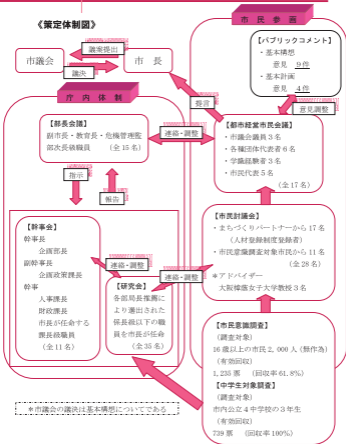 市 民 参 画
《策定体制図》
【パブリックコメント】
・基本構想
意見 9件
・基本計画
意見 4件
議案提出
市議会
市 長
議決
提言
意見調整
庁 内 体 制
【部長会議】
副市長・教育長・危機管理監
部次長級職員 (全15名)
連絡・調整
【都市経営市民会議】
・市議会議員3名
・各種団体代表者6名
・学識経験者3名
・市民代表5名
(全17名)
指示
報告
【幹事会】
幹事長
企画部長
副幹事長
企画政策課長
幹事
人事課長
財政課長
市長が任命する
課長級職員
(全11名)
連絡・調整
【研究会】
各部局長推薦に
より選出された
係長級以下の職
員を市長が任命
(全35名)
連絡・調整
【市民討議会】
・まちづくりパートナーから17名
(人材登録制度登録者)
・市民意識調査対象市民から11名
(全28名)
*アドバイザー
大阪樟蔭女子大学教授3名
【市民意識調査】
(調査対象)
16歳以上の市民2,000人(無作為)
(有効回収)
1,235票 (回収率61.8%)
【中学生対象調査】
(調査対象)
市内公立4中学校の3年生
(有効回収)
739票 (回収率100%)
*市議会の議決は基本構想についてである